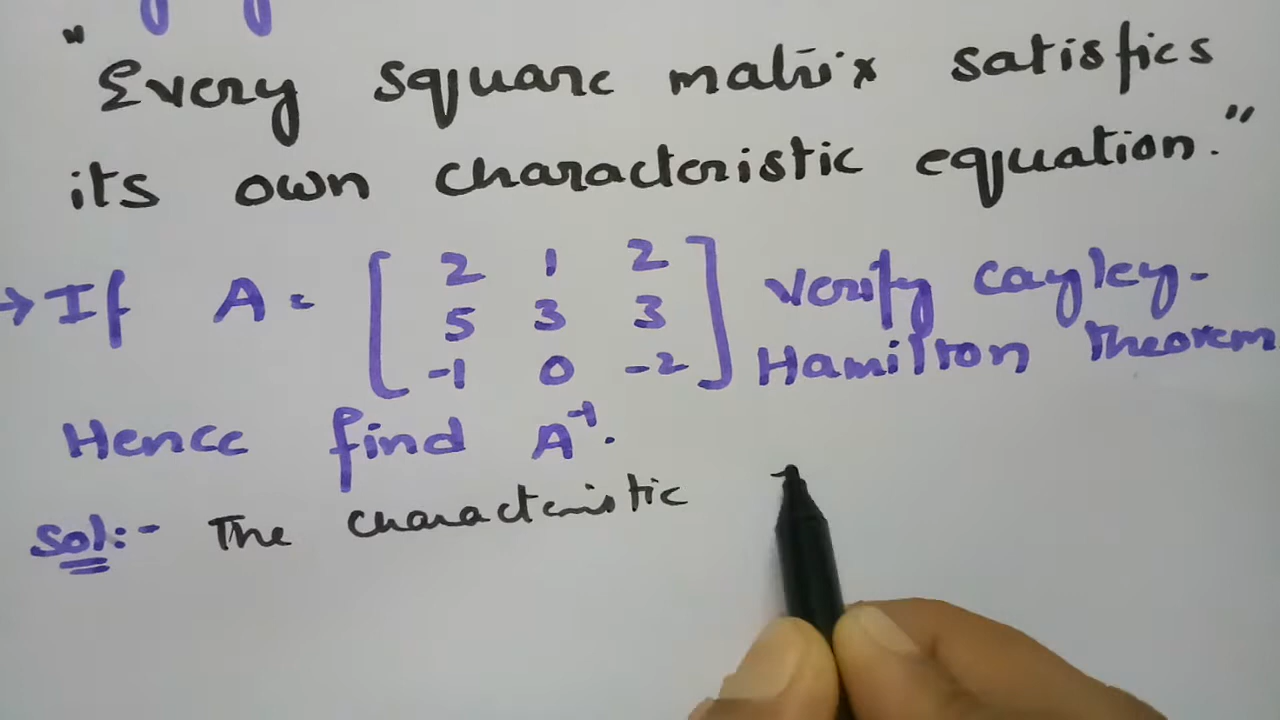 "Every square matrix satisfies
its own characteristic equation."
→ If A = [ 2 1 2 Verify Cayley-
5 3 3
-1 0 -2 ] Hamilton Theorem
Hence find A⁻¹.
Sol:- The characteristic